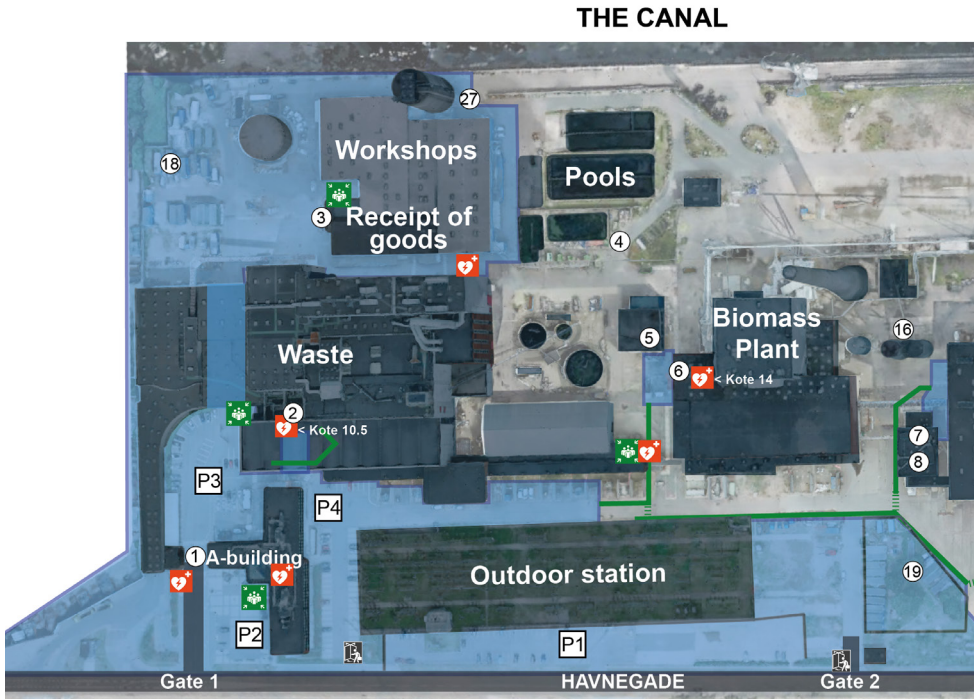 THE CANAL
27
Workshops
18
Pools
3
Receipt of
goods
4
Biomass
Plant
16
5
Waste
6
< Kote 14
2
< Kote 10.5
7
8
P3
P4
1
A-building
Outdoor station
19
P2
P1
Gate 1
HAVNEGADE
Gate 2